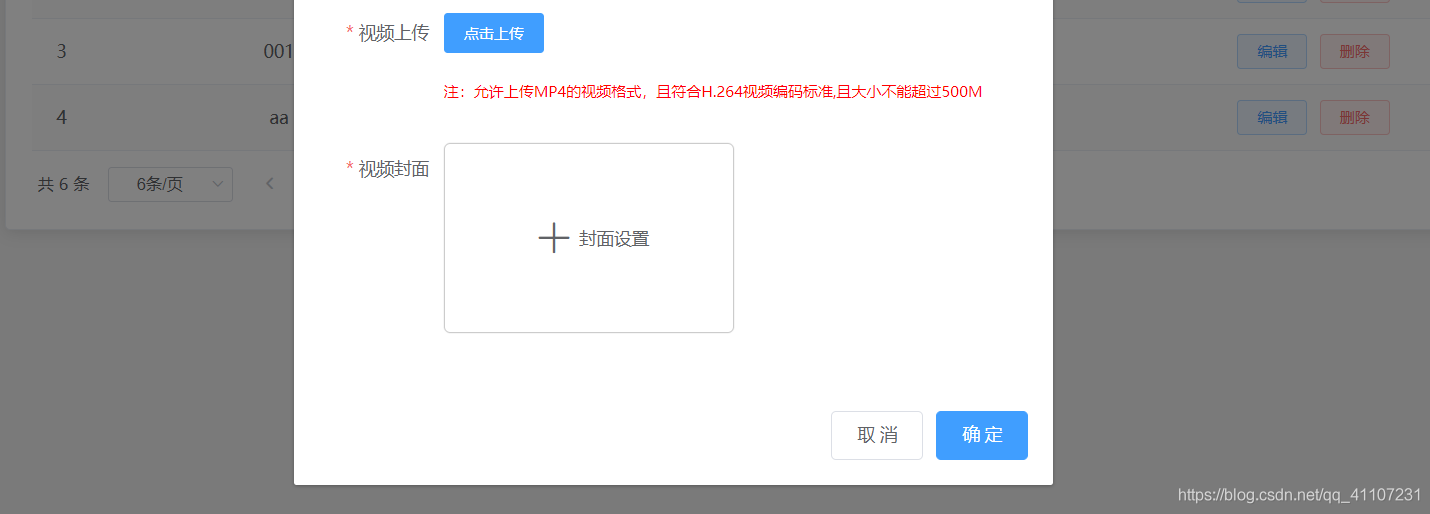 * 视频上传 点击上传
3 001 编辑 删除
注：允许上传MP4的视频格式，且符合H.264视频编码标准,且大小不能超过500M
4 aa 编辑 删除
* 视频封面
共 6 条 6条/页
封面设置
取 消 确 定
https://blog.csdn.net/qq_41107231